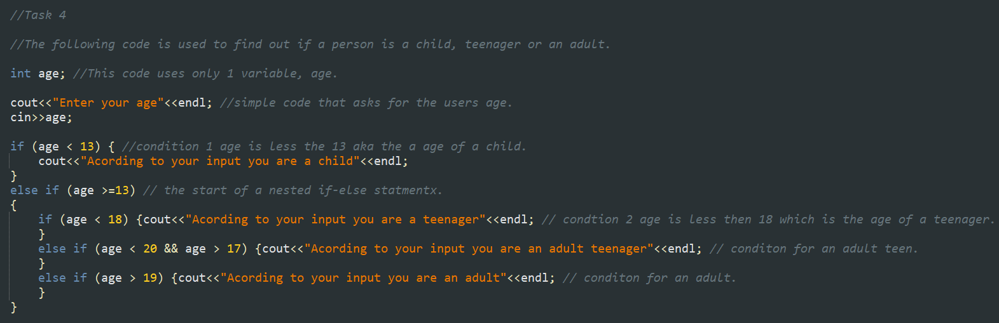 //Task 4
//The following code is used to find out if a person is a child, teenager or an adult.
int age; //This code uses only 1 variable, age.
cout<<"Enter your age"<<endl; //simple code that asks for the users age.
cin>>age;
if (age < 13) { //condition 1 age is less the 13 aka the a age of a child.
    cout<<"Acording to your input you are a child"<<endl;
}
else if (age >=13) // the start of a nested if-else statmentx.
{
    if (age < 18) {cout<<"Acording to your input you are a teenager"<<endl; // condtion 2 age is less then 18 which is the age of a teenager.
    }
    else if (age < 20 && age > 17) {cout<<"Acording to your input you are an adult teenager"<<endl; // conditon for an adult teen.
    }
    else if (age > 19) {cout<<"Acording to your input you are an adult"<<endl; // conditon for an adult.
    }
}